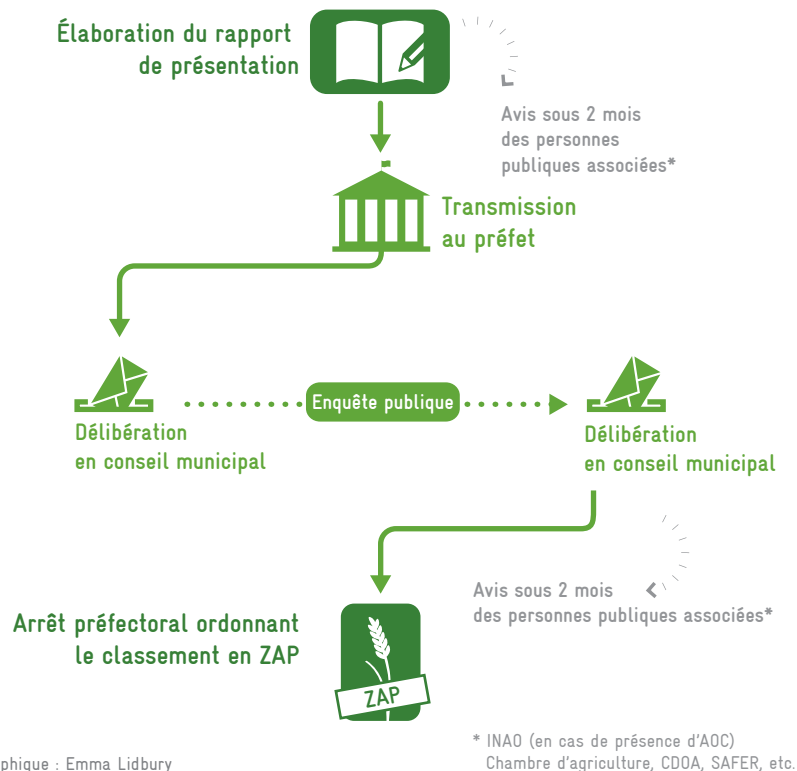 Élaboration du rapport
de présentation
Avis sous 2 mois
des personnes
publiques associées*
Transmission
au préfet
Enquête publique
Délibération
en conseil municipal
Délibération
en conseil municipal
Avis sous 2 mois
des personnes publiques associées*
Arrêt préfectoral ordonnant
le classement en ZAP
ZAP
* INAO (en cas de présence d'AOC)
Chambre d'agriculture, CDOA, SAFER, etc.
phique : Emma Lidbury